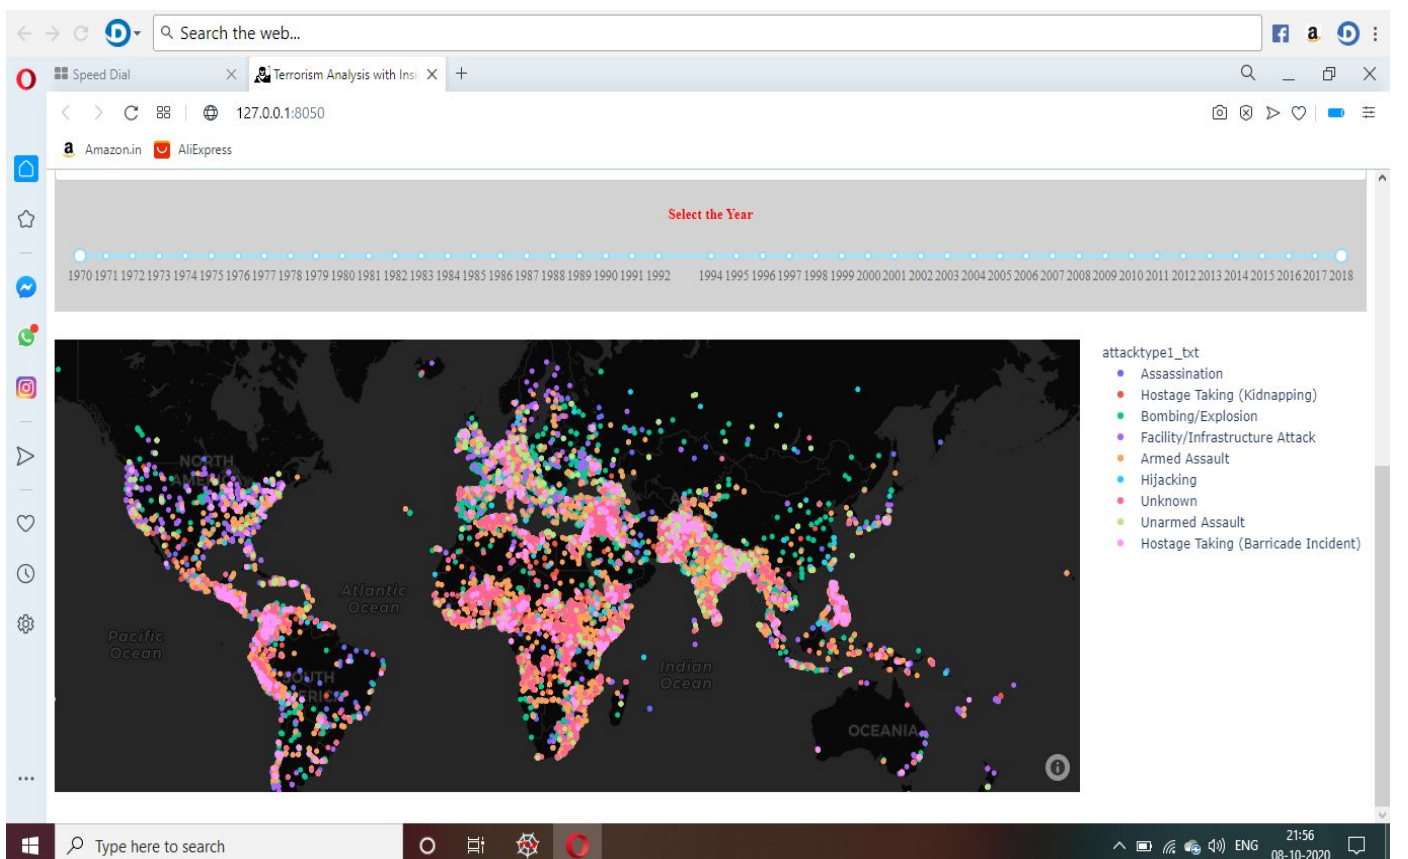 Search the web...
Speed Dial
Terrorism Analysis with Insi
127.0.0.1:8050
a Amazon.in AliExpress
Select the Year
1970 1971 1972 1973 1974 1975 1976 1977 1978 1979 1980 1981 1982 1983 1984 1985 1986 1987 1988 1989 1990 1991 1992 1994 1995 1996 1997 1998 1999 2000 2001 2002 2003 2004 2005 2006 2007 2008 2009 2010 2011 2012 2013 2014 2015 2016 2017 2018
attacktype1_txt
Assassination
Hostage Taking (Kidnapping)
Bombing/Explosion
Facility/Infrastructure Attack
Armed Assault
Hijacking
Unknown
Unarmed Assault
Hostage Taking (Barricade Incident)
NORTH
AMERICA
Atlantic
Ocean
Pacific
Ocean
SOUTH
AMERICA
Indian
Ocean
OCEANIA
Type here to search
ENG
21:56
08-10-2020